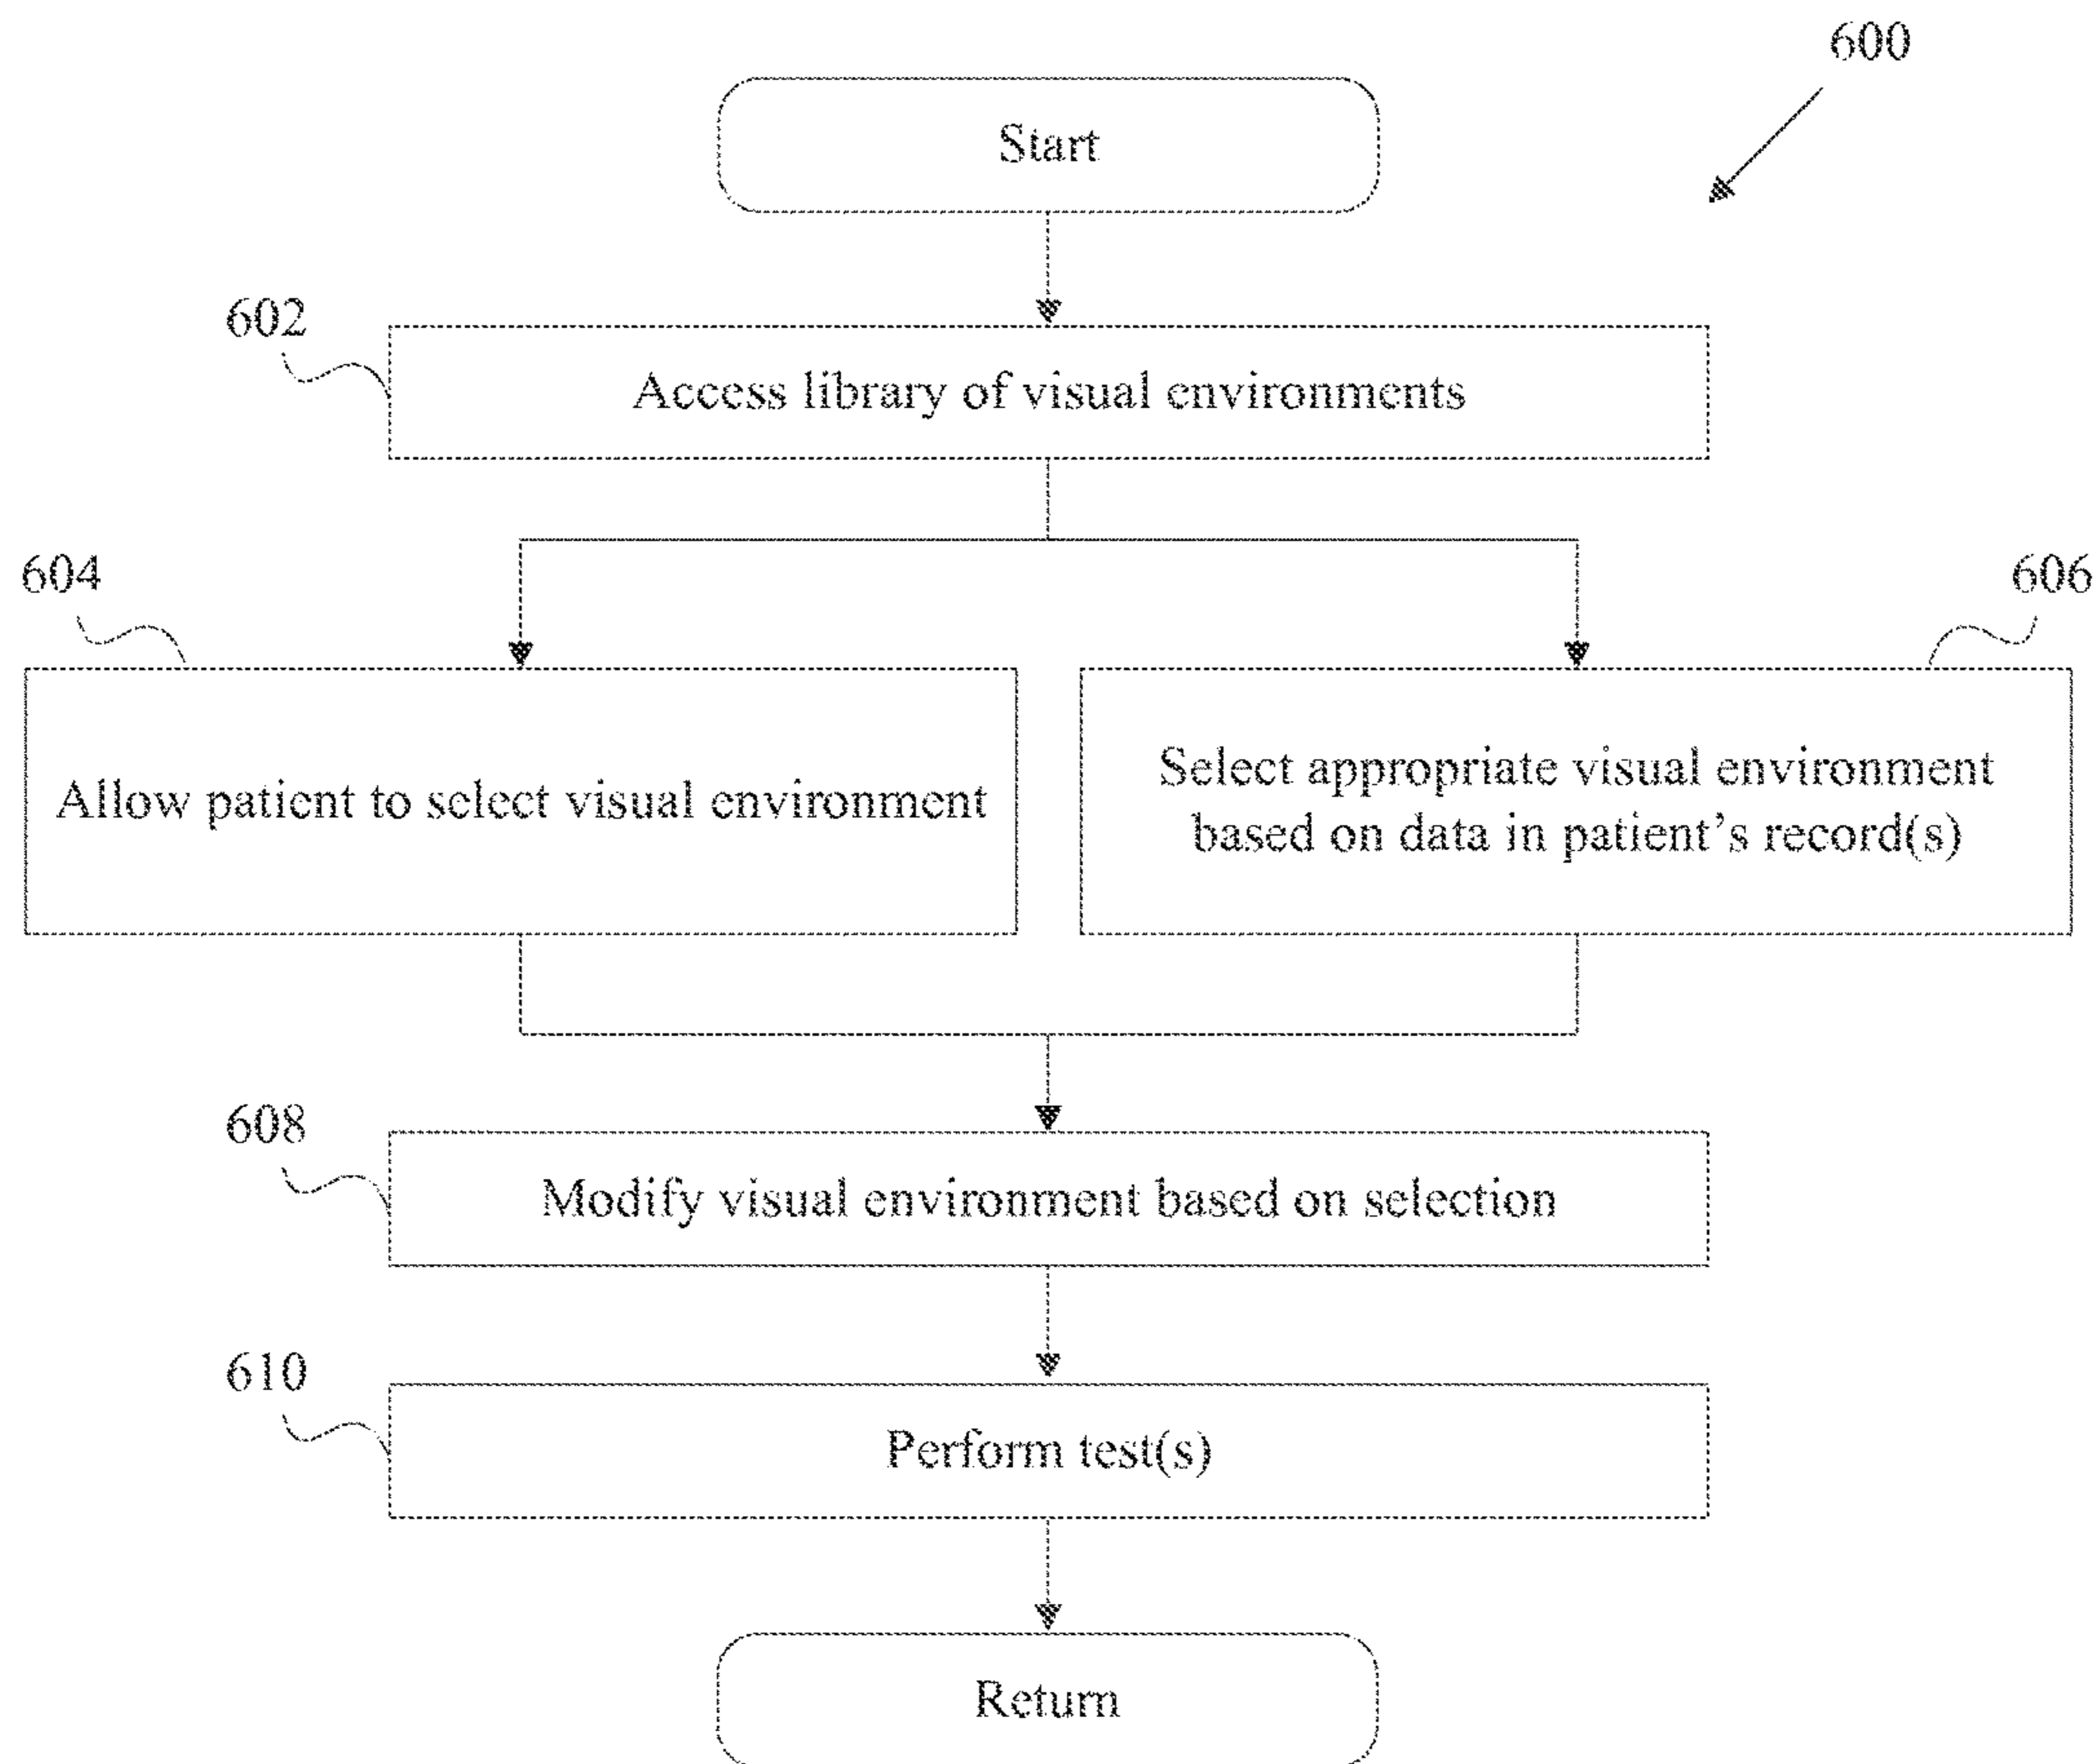 600
Start
602
Access library of visual environments
604
606
Allow patient to select visual environment
Select appropriate visual environment
based on data in patient’s record(s)
608
Modify visual environment based on selection
610
Perform test(s)
Return